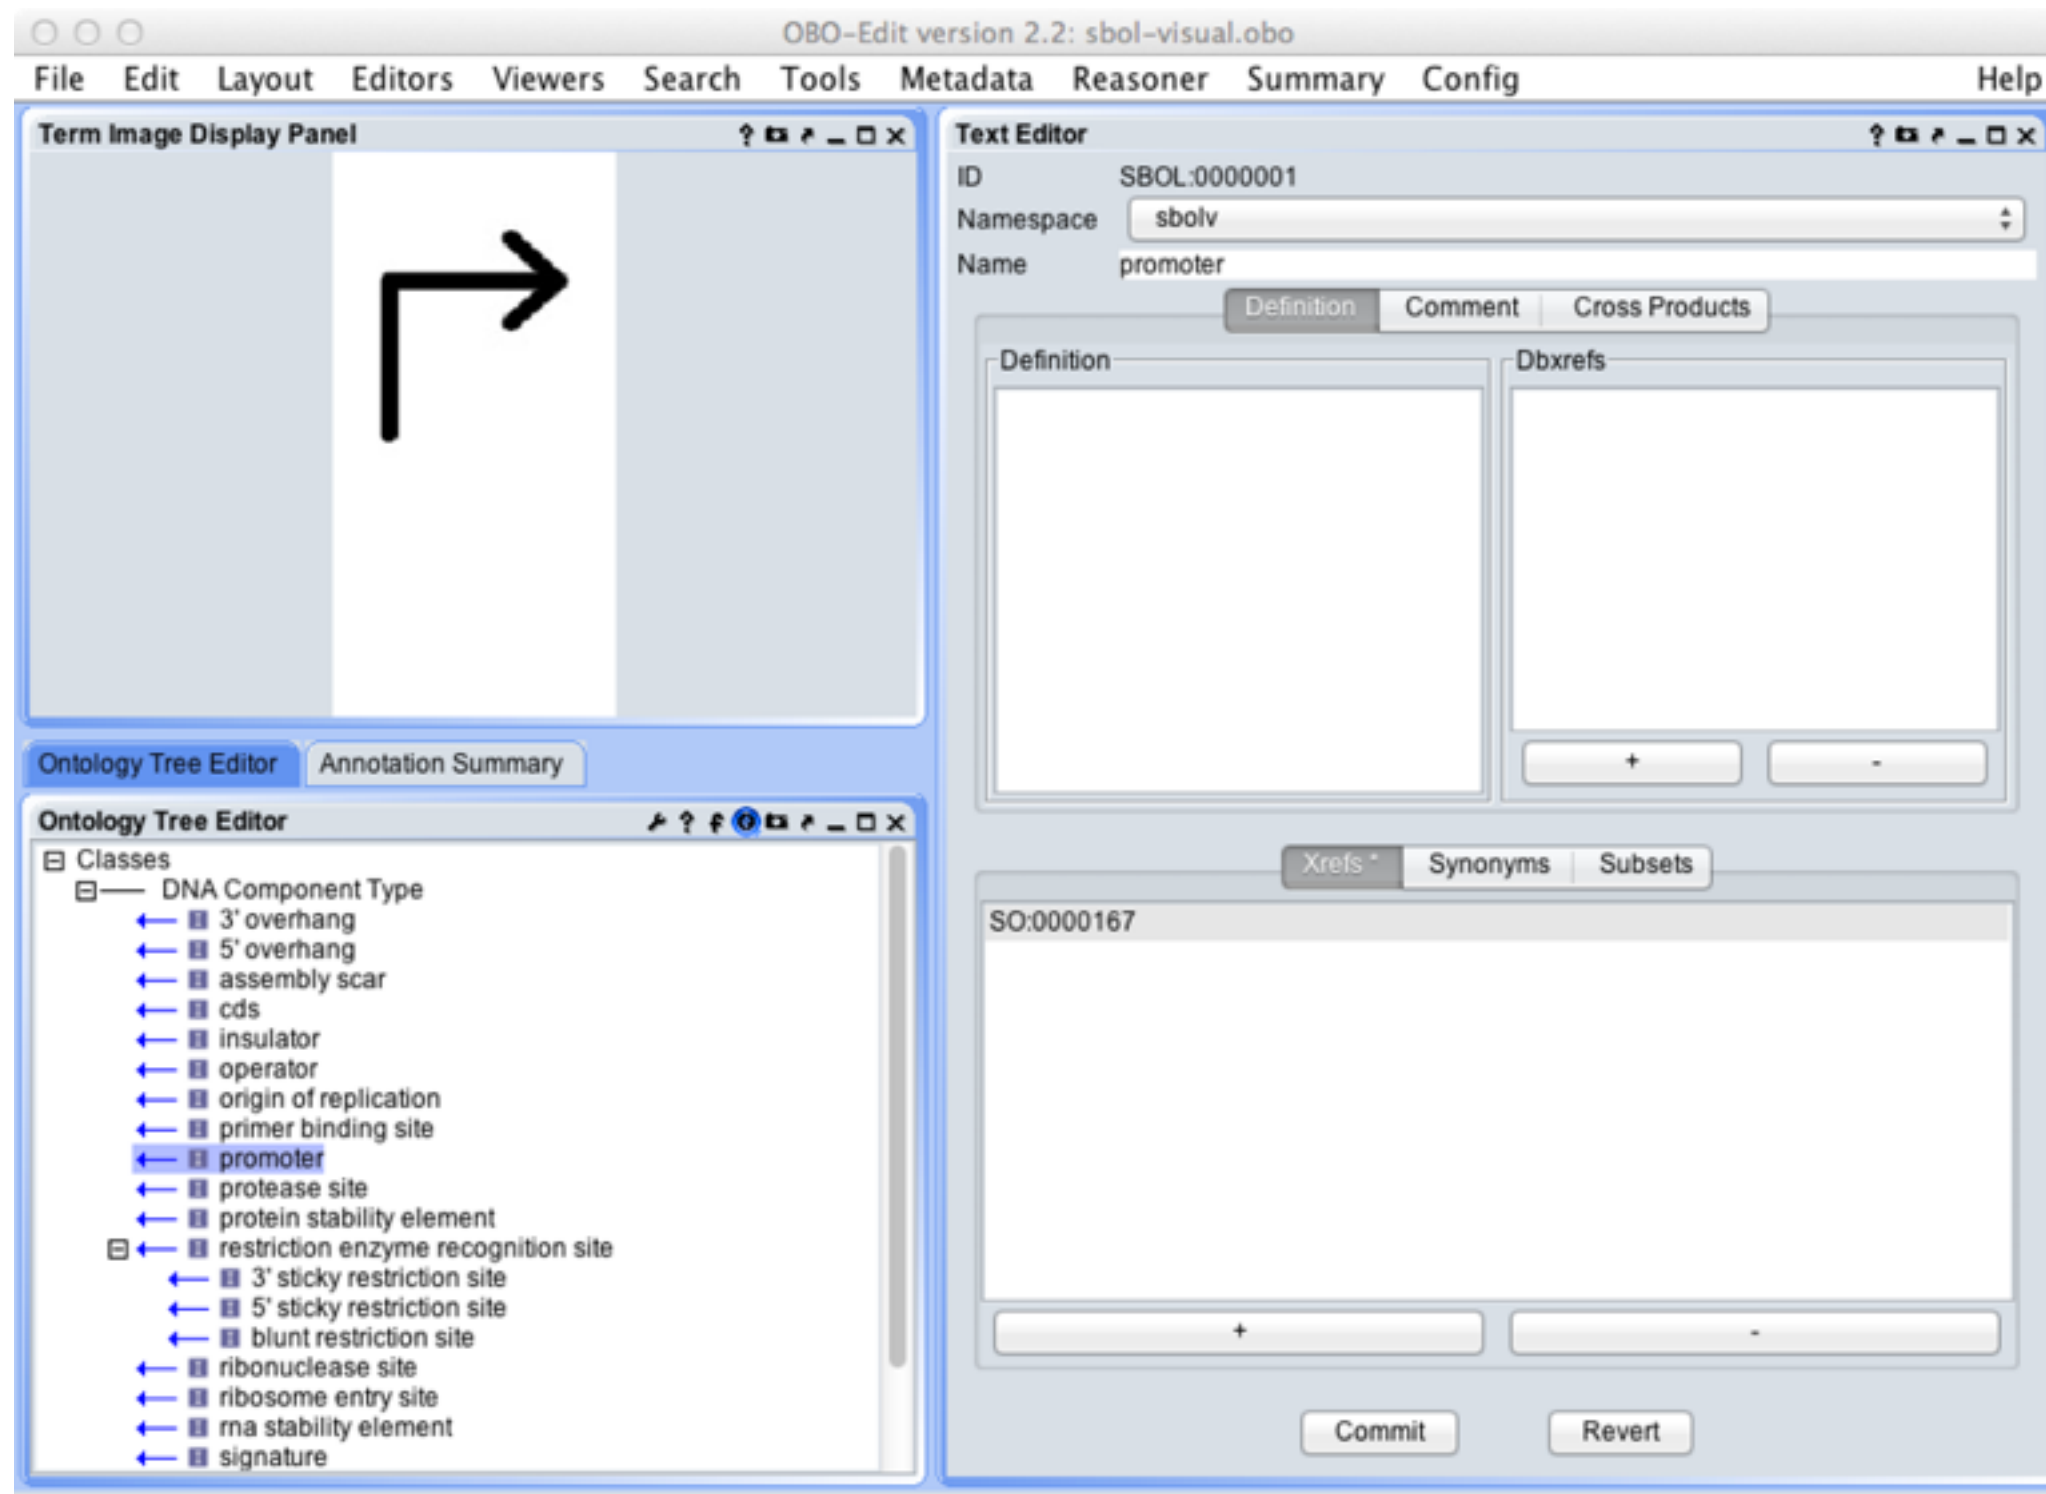 OBO-Edit version 2.2: sbol-visual.obo
File Edit Layout Editors Viewers Search Tools Metadata Reasoner Summary Config Help
Term Image Display Panel
Ontology Tree Editor Annotation Summary
Ontology Tree Editor
Classes
DNA Component Type
3' overhang
5' overhang
assembly scar
cds
insulator
operator
origin of replication
primer binding site
promoter
protease site
protein stability element
restriction enzyme recognition site
3' sticky restriction site
5' sticky restriction site
blunt restriction site
ribonuclease site
ribosome entry site
rna stability element
signature
Text Editor
ID SBOL:0000001
Namespace sbolv
Name promoter
Definition Comment Cross Products
Definition Dbxrefs
+ -
Xrefs * Synonyms Subsets
SO:0000167
+ -
Commit Revert